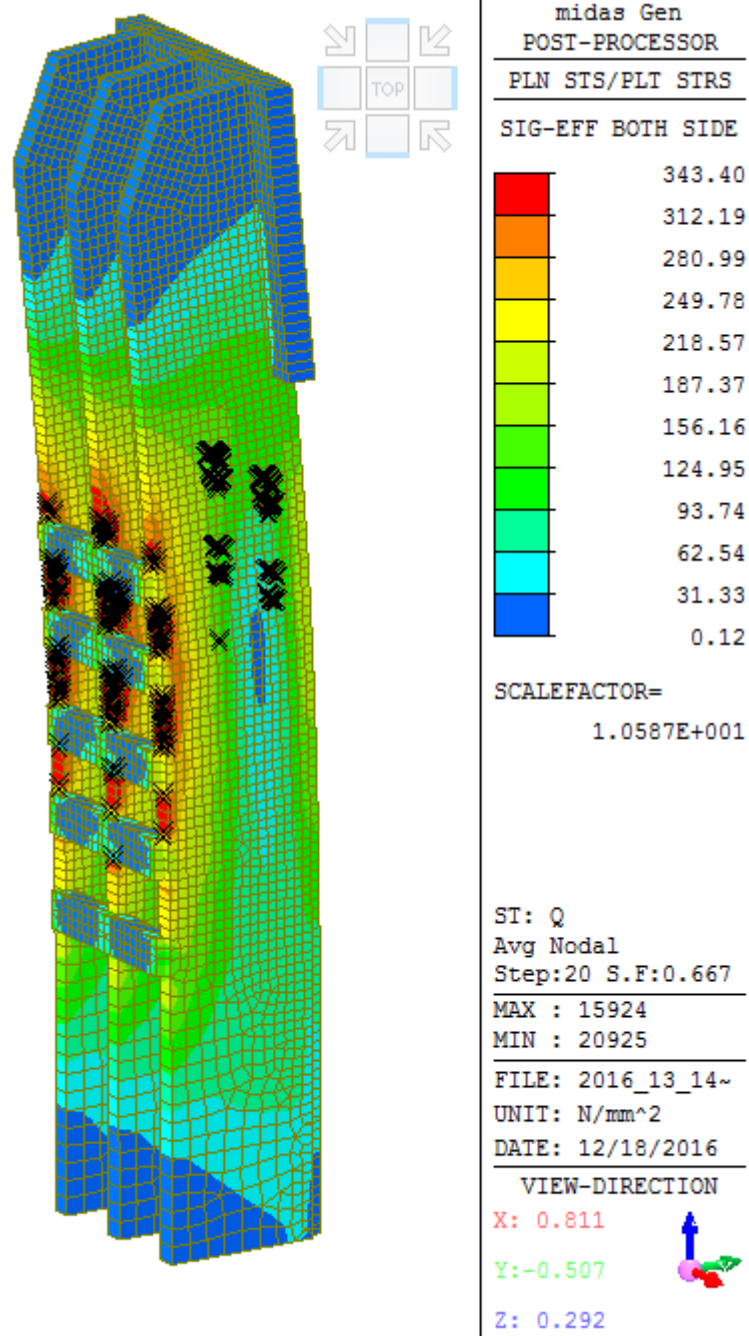 midas Gen
POST-PROCESSOR
PLN STS/PLT STRS
SIG-EFF BOTH SIDE
343.40
312.19
280.99
249.78
218.57
187.37
156.16
124.95
93.74
62.54
31.33
0.12
SCALEFACTOR=
1.0587E+001
ST: Q
Avg Nodal
Step:20 S.F:0.667
MAX : 15924
MIN : 20925
FILE: 2016_13_14~
UNIT: N/mm^2
DATE: 12/18/2016
VIEW-DIRECTION
X: 0.811
Y:-0.507
Z: 0.292
TOP